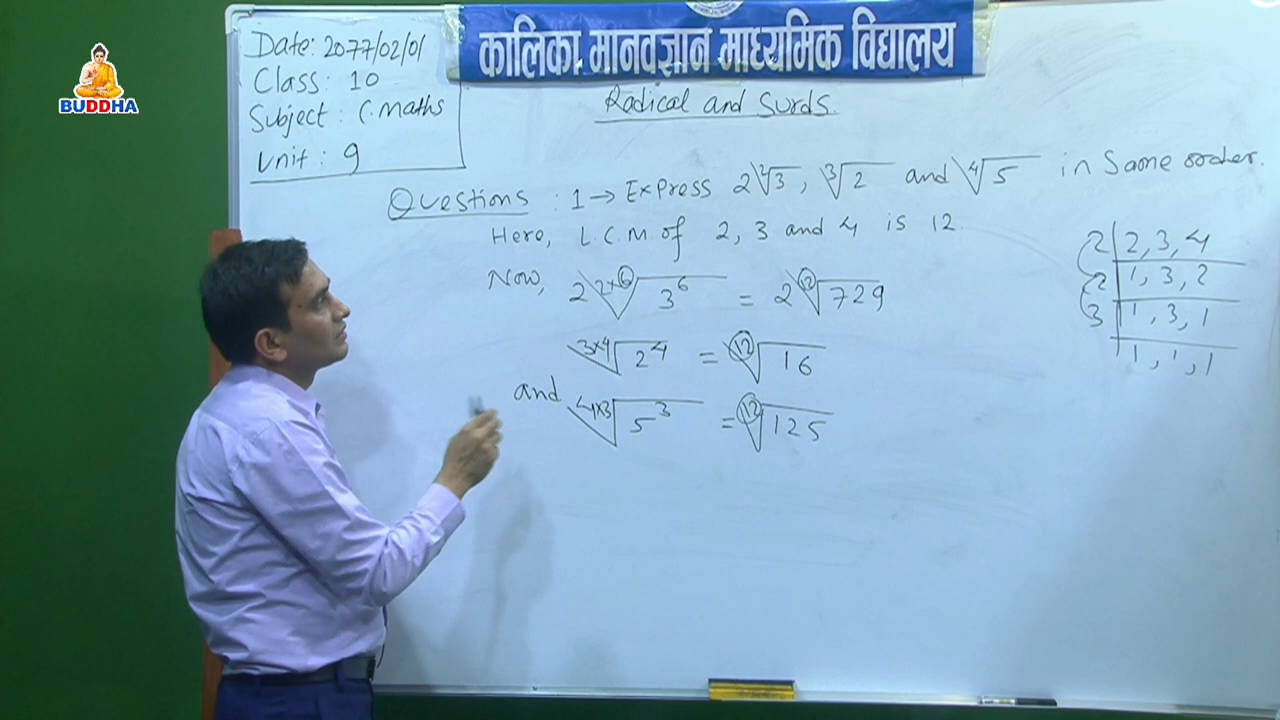 BUDDHA
कालिका मानवज्ञान माध्यमिक विद्यालय
Date: 2077/02/01
Class: 10
Subject: C. Maths
Unit: 9
Radical and Surds.
Questions : 1 → Express 2 ²√3, ³√2 and ⁴√5 in Same order.
Here, L.C.M. of 2, 3 and 4 is 12.
Now, 2 ²ˣ⁶√3⁶ = 2 ¹²√729
³ˣ⁴√2⁴ = ¹²√16
and ⁴ˣ³√5³ = ¹²√125
2 | 2, 3, 4
2 | 1, 3, 2
3 | 1, 3, 1
| 1, 1, 1